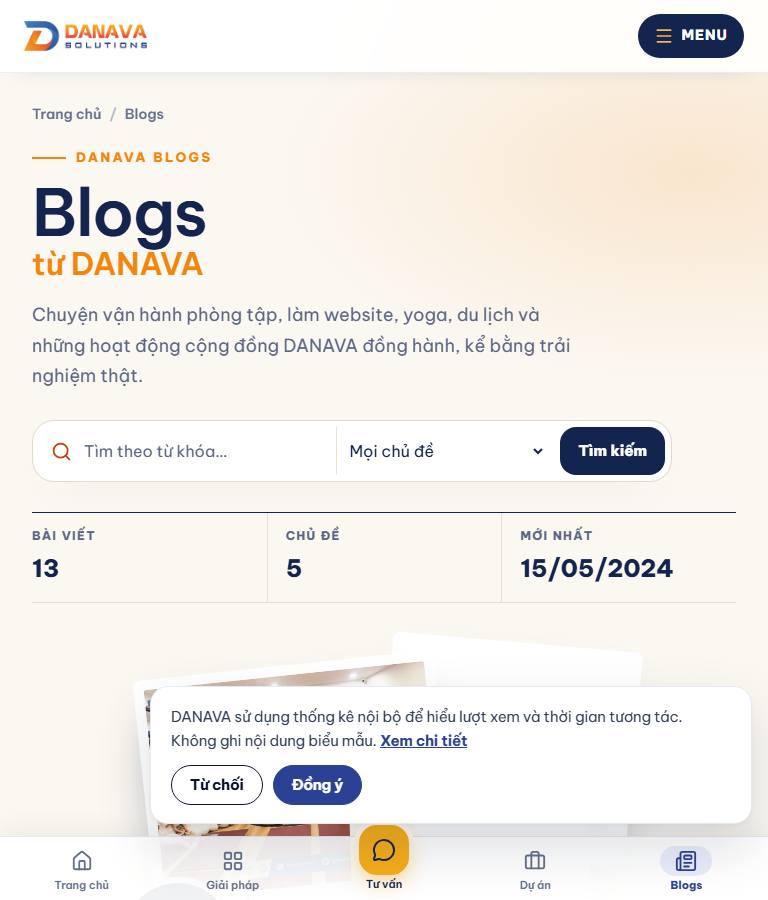 DANAVA
SOLUTIONS
MENU
Trang chủ / Blogs
DANAVA BLOGS
Blogs
từ DANAVA
Chuyện vận hành phòng tập, làm website, yoga, du lịch và
những hoạt động cộng đồng DANAVA đồng hành, kể bằng trải
nghiệm thật.
Tìm theo từ khóa...
Mọi chủ đề
Tìm kiếm
BÀI VIẾT
13
CHỦ ĐỀ
5
MỚI NHẤT
15/05/2024
DANAVA sử dụng thống kê nội bộ để hiểu lượt xem và thời gian tương tác.
Không ghi nội dung biểu mẫu. Xem chi tiết
Từ chối
Đồng ý
Trang chủ
Giải pháp
Tư vấn
Dự án
Blogs